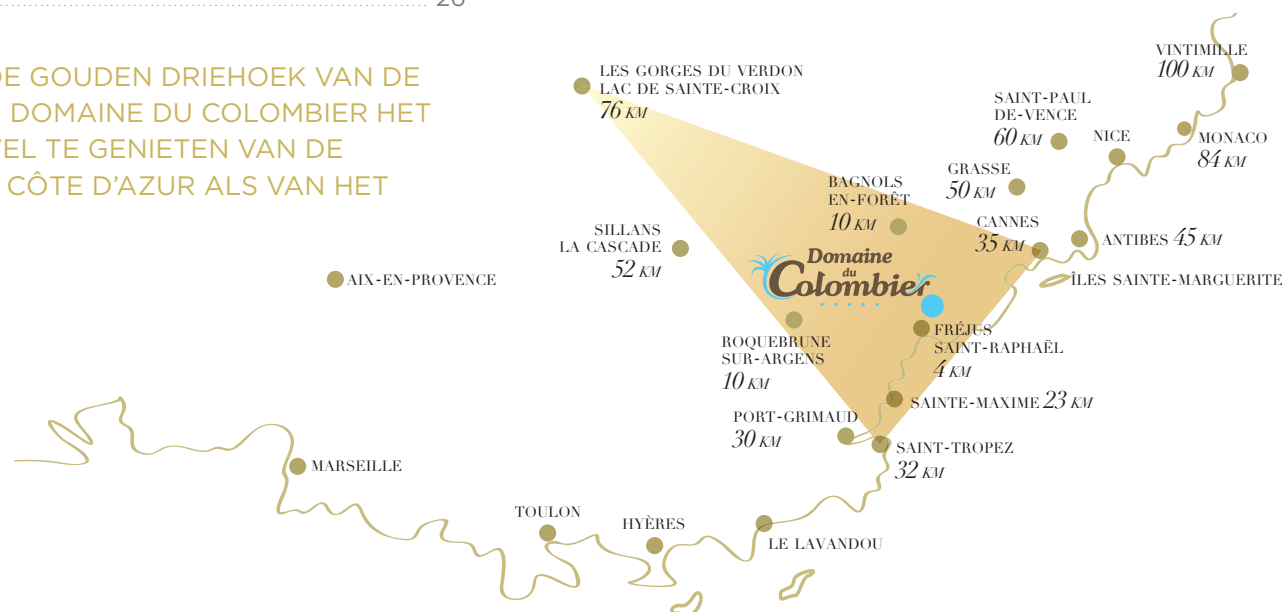 26
DE GOUDEN DRIEHOEK VAN DE
DOMAINE DU COLOMBIER HET
TE GENIETEN VAN DE
CÔTE D'AZUR ALS VAN HET
LES GORGES DU VERDON
LAC DE SAINTE-CROIX
76 KM
VINTIMILLE
100 KM
SAINT-PAUL
DE-VENCE
60 KM
NICE
MONACO
84 KM
GRASSE
50 KM
BAGNOLS
EN-FORÊT
10 KM
CANNES
35 KM
ANTIBES 45 KM
SILLANS
LA CASCADE
52 KM
AIX-EN-PROVENCE
Domaine
du
Colombier
ÎLES SAINTE-MARGUERITE
ROQUEBRUNE
SUR-ARGENS
10 KM
FRÉJUS
SAINT-RAPHAËL
4 KM
SAINTE-MAXIME 23 KM
PORT-GRIMAUD
30 KM
SAINT-TROPEZ
32 KM
MARSEILLE
TOULON
HYÈRES
LE LAVANDOU